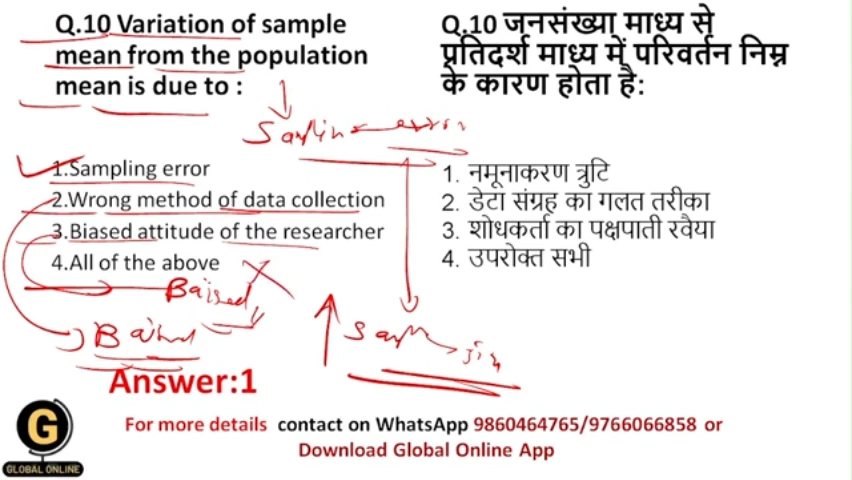 Q.10 Variation of sample
mean from the population
mean is due to :
error
1.Sampling error
2.Wrong method of data collection
3.Biased attitude of the researcher
4.All of the above
Baised
Answer:1
Q.10 जनसंख्या माध्य से
प्रतिदर्श माध्य में परिवर्तन निम्न
के कारण होता है:
1. नमूनाकरण त्रुटि
2. डेटा संग्रह का गलत तरीका
3. शोधकर्ता का पक्षपाती रवैया
4. उपरोक्त सभी
G
GLOBAL ONLINE
For more details contact on WhatsApp 9860464765/9766066858 or
Download Global Online App